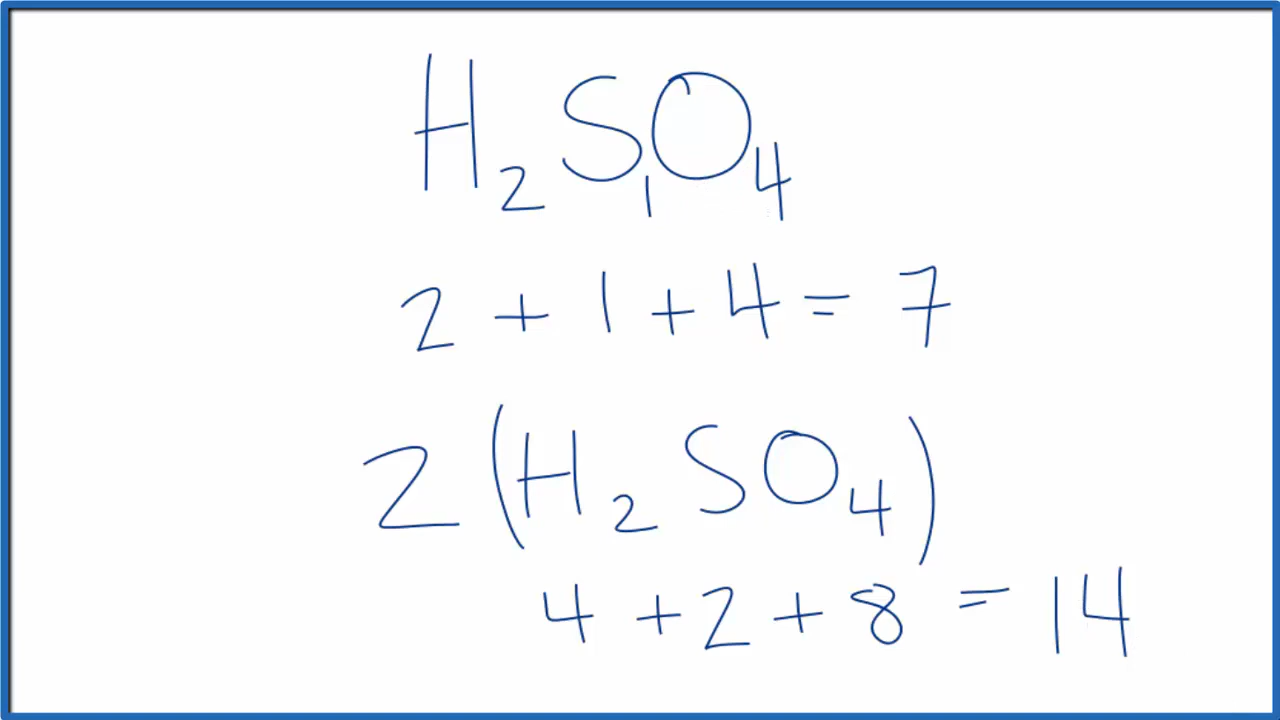 H₂S₁O₄
2 + 1 + 4 = 7
2(H₂SO₄)
4 + 2 + 8 = 14